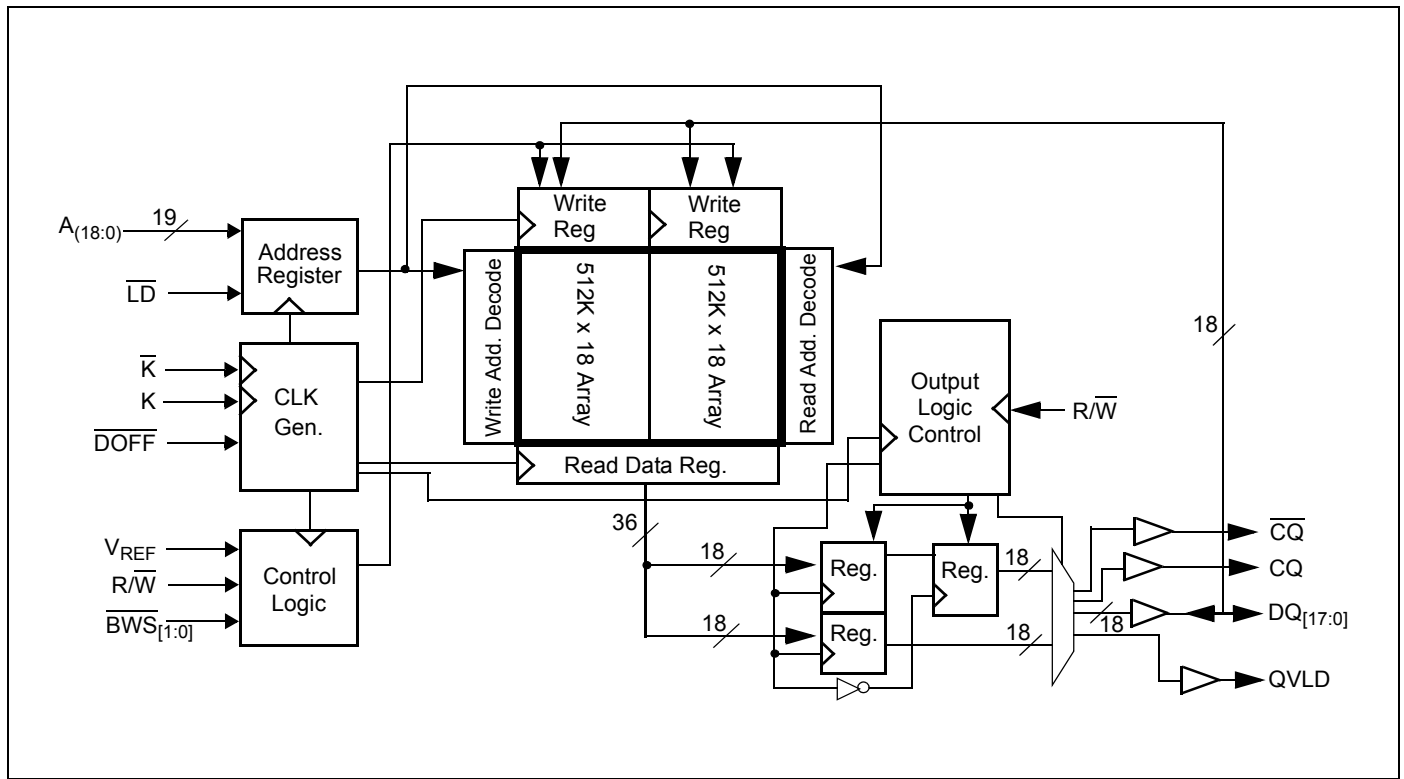 A(18:0)
19
LD
Address
Register
K
K
DOFF
CLK
Gen.
VREF
R/W
BWS[1:0]
Control
Logic
Write
Reg
Write
Reg
Write Add. Decode
512K x 18 Array
512K x 18 Array
Read Add. Decode
Read Data Reg.
36
18
18
Output
Logic
Control
R/W
18
Reg.
Reg.
Reg.
18
18
18
CQ
CQ
DQ[17:0]
QVLD